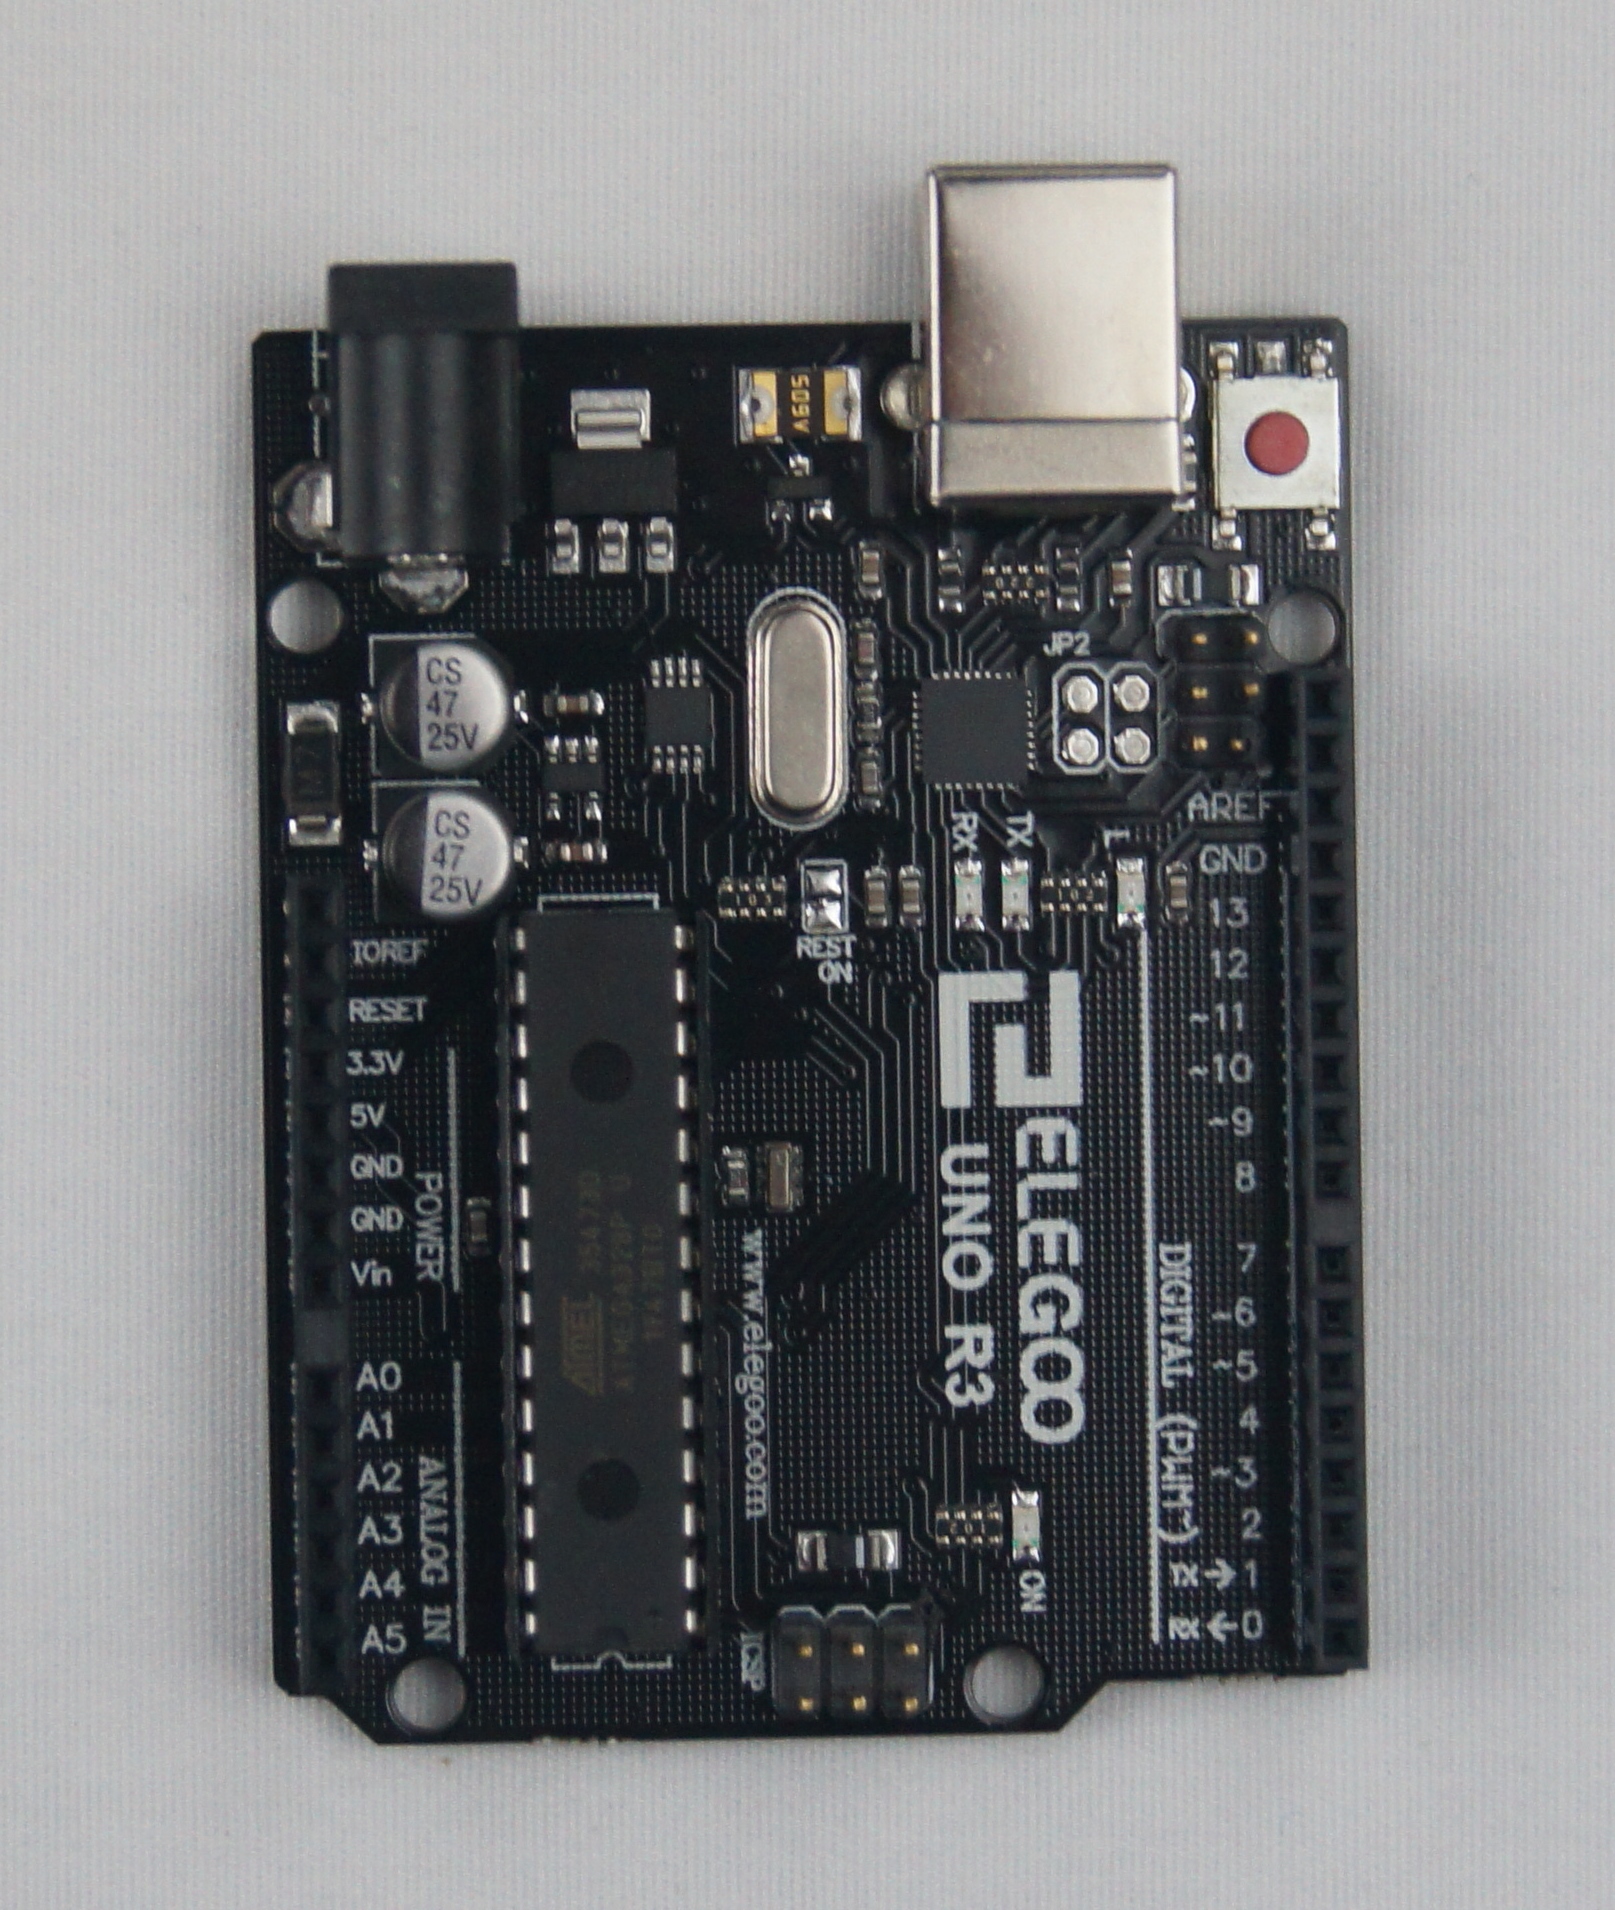 JP2
CS
47
25V
CS
47
25V
RX
TX
L
REST
ON
AREF
GND
13
12
~11
~10
~9
8
7
~6
~5
4
~3
2
TX→1
RX←0
DIGITAL (PWM~)
IOREF
RESET
3.3V
5V
GND
GND
Vin
POWER
A0
A1
A2
A3
A4
A5
ANALOG IN
ELEGOO
UNO R3
www.elegoo.com
ATMEL
ATMEGA328P
ICSP
ON